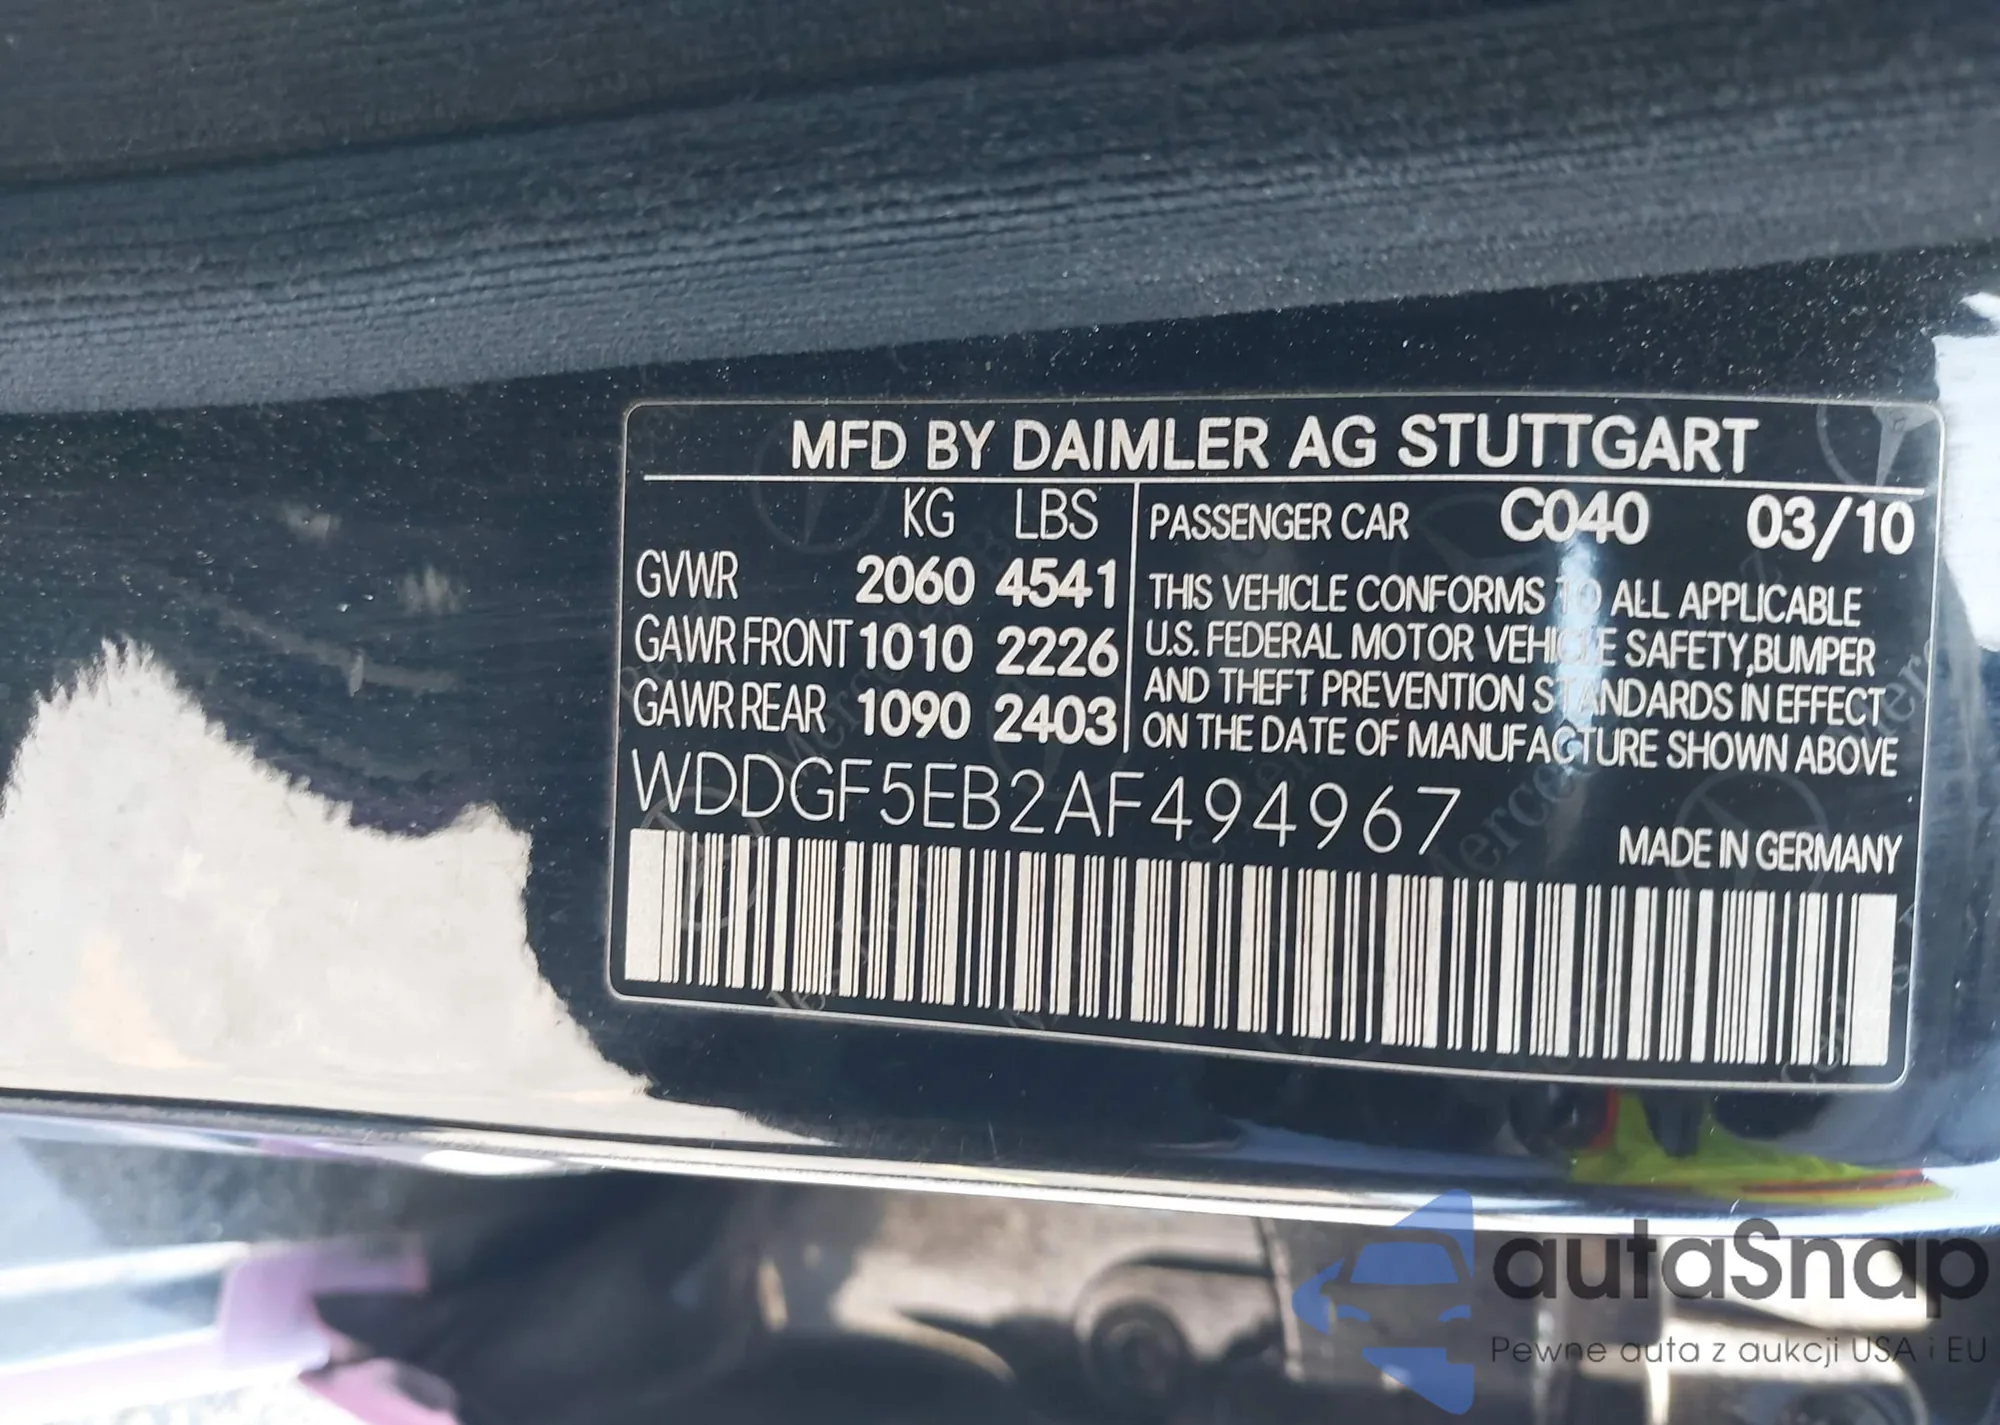 MFD BY DAIMLER AG STUTTGART
KG LBS
GVWR 2060 4541
GAWR FRONT 1010 2226
GAWR REAR 1090 2403
PASSENGER CAR C040 03/10
THIS VEHICLE CONFORMS TO ALL APPLICABLE
U.S. FEDERAL MOTOR VEHICLE SAFETY,BUMPER
AND THEFT PREVENTION STANDARDS IN EFFECT
ON THE DATE OF MANUFACTURE SHOWN ABOVE
WDDGF5EB2AF494967
MADE IN GERMANY
autaSnap
Pewne auta z aukcji USA i EU